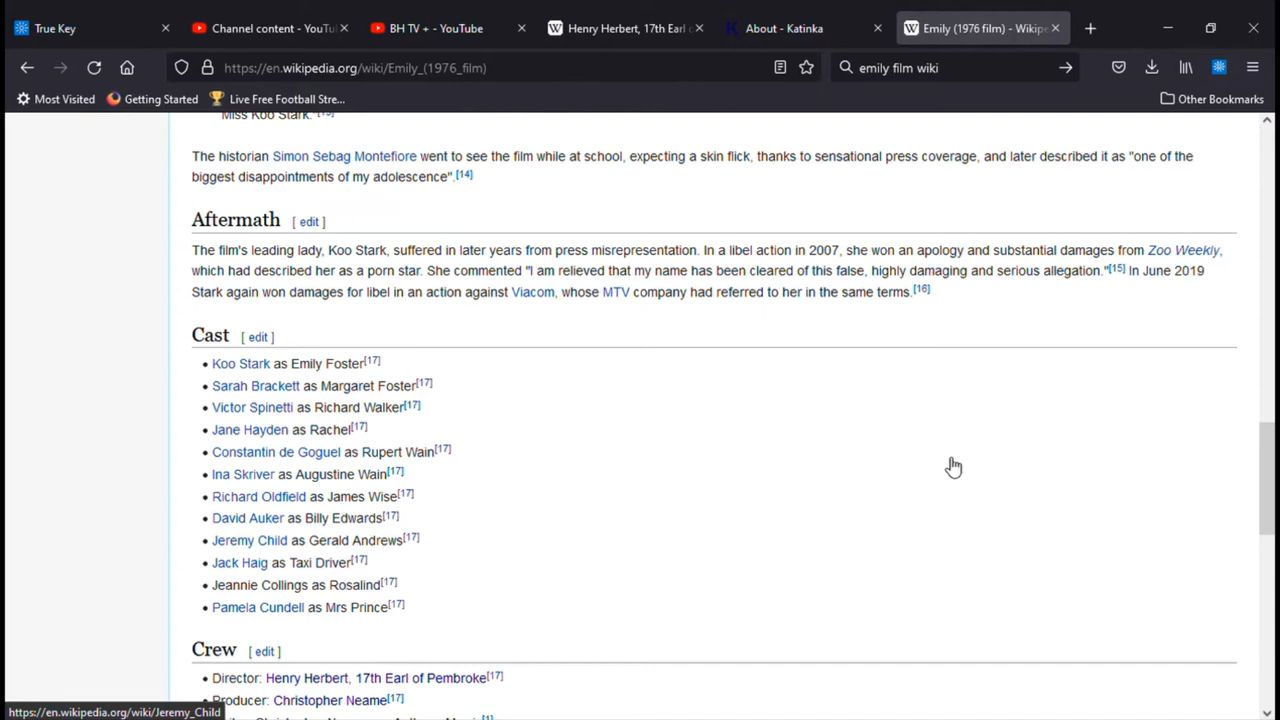 True Key
Channel content - YouTu
BH TV + - YouTube
Henry Herbert, 17th Earl o
About - Katinka
Emily (1976 film) - Wikipe
https://en.wikipedia.org/wiki/Emily_(1976_film)
emily film wiki
Most Visited
Getting Started
Live Free Football Stre...
Other Bookmarks
Miss Koo Stark."[13]
The historian Simon Sebag Montefiore went to see the film while at school, expecting a skin flick, thanks to sensational press coverage, and later described it as "one of the
biggest disappointments of my adolescence".[14]
Aftermath [ edit ]
The film's leading lady, Koo Stark, suffered in later years from press misrepresentation. In a libel action in 2007, she won an apology and substantial damages from Zoo Weekly,
which had described her as a porn star. She commented "I am relieved that my name has been cleared of this false, highly damaging and serious allegation."[15] In June 2019
Stark again won damages for libel in an action against Viacom, whose MTV company had referred to her in the same terms.[16]
Cast [ edit ]
• Koo Stark as Emily Foster[17]
• Sarah Brackett as Margaret Foster[17]
• Victor Spinetti as Richard Walker[17]
• Jane Hayden as Rachel[17]
• Constantin de Goguel as Rupert Wain[17]
• Ina Skriver as Augustine Wain[17]
• Richard Oldfield as James Wise[17]
• David Auker as Billy Edwards[17]
• Jeremy Child as Gerald Andrews[17]
• Jack Haig as Taxi Driver[17]
• Jeannie Collings as Rosalind[17]
• Pamela Cundell as Mrs Prince[17]
Crew [ edit ]
• Director: Henry Herbert, 17th Earl of Pembroke[17]
• Producer: Christopher Neame[17]
https://en.wikipedia.org/wiki/Jeremy_Child